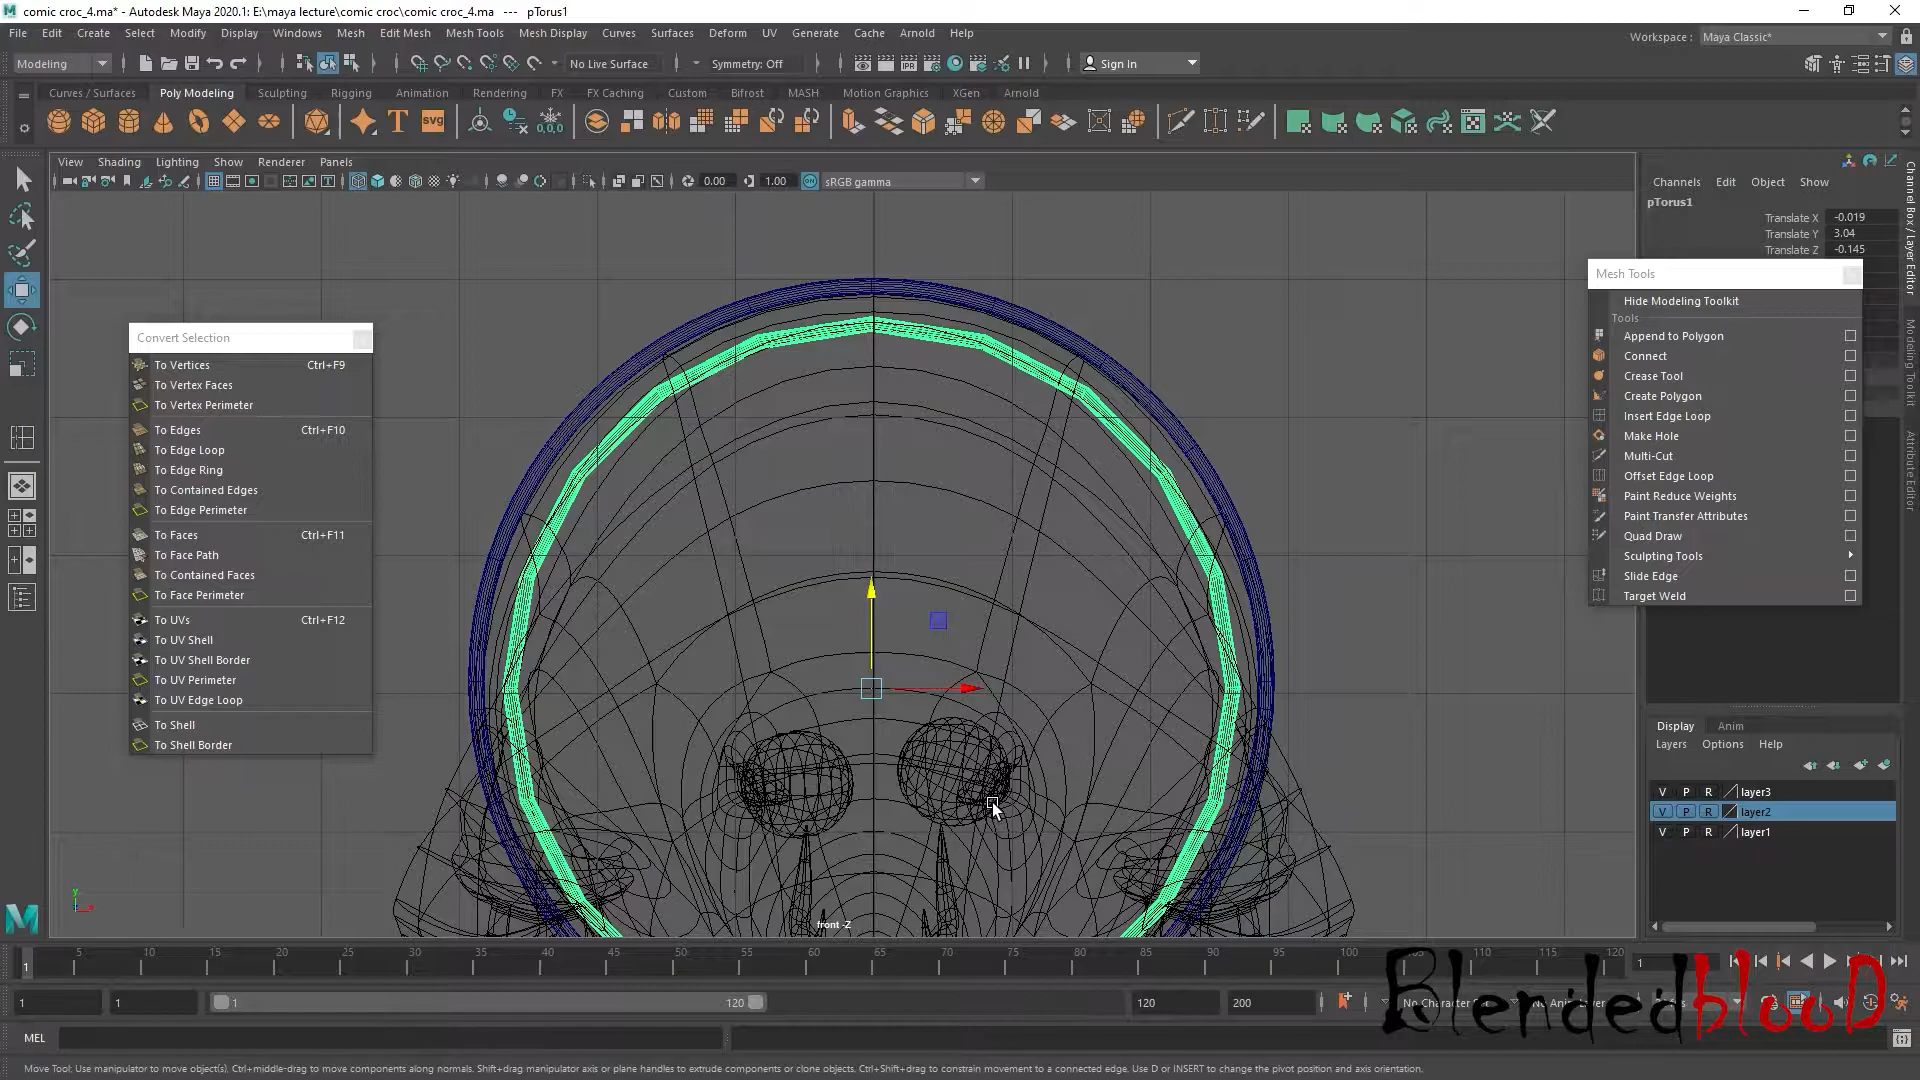 comic croc_4.ma* - Autodesk Maya 2020.1: E:\maya lecture\comic croc\comic croc_4.ma --- pTorus1
File Edit Create Select Modify Display Windows Mesh Edit Mesh Mesh Tools Mesh Display Curves Surfaces Deform UV Generate Cache Arnold Help
Workspace : Maya Classic*
Modeling No Live Surface Symmetry: Off Sign In
Curves / Surfaces Poly Modeling Sculpting Rigging Animation Rendering FX FX Caching Custom Bifrost MASH Motion Graphics XGen Arnold
View Shading Lighting Show Renderer Panels
0.00 1.00 sRGB gamma
Channels Edit Object Show
pTorus1
Translate X -0.019
Translate Y 3.04
Translate Z -0.145
Channel Box / Layer Editor
Modeling Toolkit
Attribute Editor
Mesh Tools
Hide Modeling Toolkit
Tools
Append to Polygon
Connect
Crease Tool
Create Polygon
Insert Edge Loop
Make Hole
Multi-Cut
Offset Edge Loop
Paint Reduce Weights
Paint Transfer Attributes
Quad Draw
Sculpting Tools
Slide Edge
Target Weld
Convert Selection
To Vertices Ctrl+F9
To Vertex Faces
To Vertex Perimeter
To Edges Ctrl+F10
To Edge Loop
To Edge Ring
To Contained Edges
To Edge Perimeter
To Faces Ctrl+F11
To Face Path
To Contained Faces
To Face Perimeter
To UVs Ctrl+F12
To UV Shell
To UV Shell Border
To UV Perimeter
To UV Edge Loop
To Shell
To Shell Border
Display Anim
Layers Options Help
V P R layer3
V P R layer2
V P R layer1
front -Z
5 10 15 20 25 30 35 40 45 50 55 60 65 70 75 80 85 90 95 100 105 110 115 120
1
1
1 1 1 120 120 200
No Character Set
BlendedblooD
MEL
Move Tool: Use manipulator to move object(s). Ctrl+middle-drag to move components along normals. Shift+drag manipulator axis or plane handles to extrude components or clone objects. Ctrl+Shift+drag to constrain movement to a connected edge. Use D or INSERT to change the pivot position and axis orientation.